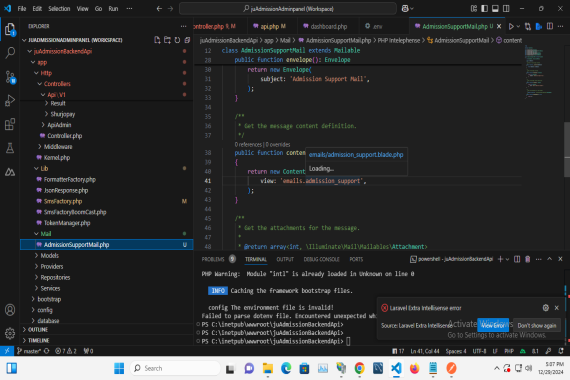 File Edit Selection View Go Run ... juAdmissionAdminPanel (Workspace)
EXPLORER
JUADMISSIONADMINPANEL (WORKSPACE)
juAdmissionBackendApi
app
Http
Controllers
Api\V1
Result
Shurjopay
ApiAdmin
Controller.php
Middleware
Kernel.php
Lib
FormatterFactory.php
JsonResponse.php
SmsFactory.php M
SmsFactoryBoomCast.php
TokenManager.php
Mail
AdmissionSupportMail.php U
Models
Providers
Repositories
Services
bootstrap
config
database
OUTLINE
TIMELINE
ontroller.php 9, M api.php M dashboard.php .env AdmissionSupportMail.php U
juAdmissionBackendApi > app > Mail > AdmissionSupportMail.php > PHP Intelephense > AdmissionSupportMail > content
12 class AdmissionSupportMail extends Mailable
28 public function envelope(): Envelope
30 return new Envelope(
31 subject: 'Admission Support Mail',
32 );
33 }
34
35 /**
36 * Get the message content definition.
37 */
0 references | 0 overrides
38 public function conten
emails/admission_support.blade.php
Loading...
39 {
40 return new Content
41 view: 'emails.admission_support',
42 );
43 }
44
45 /**
46 * Get the attachments for the message.
47 *
48 * @return array<int, \Illuminate\Mail\Mailables\Attachment>
PROBLEMS 9 TERMINAL OUTPUT DEBUG CONSOLE PORTS powershell - juAdmissionBackendApi
PHP Warning: Module "intl" is already loaded in Unknown on line 0
INFO Caching the framework bootstrap files.
config The environment file is invalid!
Failed to parse dotenv file. Encountered unexpected wh
PS C:\inetpub\wwwroot\juAdmissionBackendApi>
PS C:\inetpub\wwwroot\juAdmissionBackendApi>
PS C:\inetpub\wwwroot\juAdmissionBackendApi>
Laravel Extra Intellisense error
Source: Laravel Extra Intellisense
View Error Don't show again
Activate Windows
Go to Settings to activate Windows.
master* 7 2 0 17 Ln 41, Col 44 Spaces: 4 UTF-8 LF PHP 8.1
Search
5:07 PM
12/29/2024